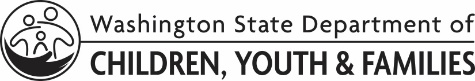 Washington State Department of
CHILDREN, YOUTH & FAMILIES